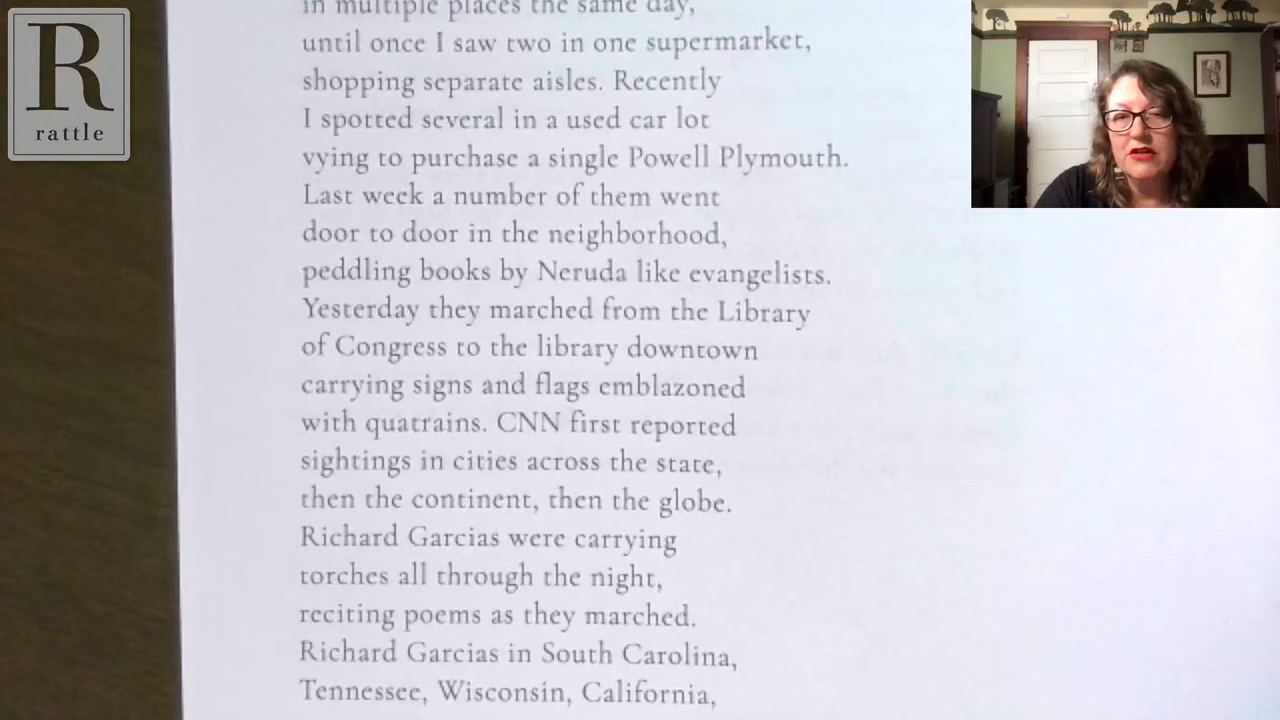 R
rattle
in multiple places the same day,
until once I saw two in one supermarket,
shopping separate aisles. Recently
I spotted several in a used car lot
vying to purchase a single Powell Plymouth.
Last week a number of them went
door to door in the neighborhood,
peddling books by Neruda like evangelists.
Yesterday they marched from the Library
of Congress to the library downtown
carrying signs and flags emblazoned
with quatrains. CNN first reported
sightings in cities across the state,
then the continent, then the globe.
Richard Garcias were carrying
torches all through the night,
reciting poems as they marched.
Richard Garcias in South Carolina,
Tennessee, Wisconsin, California,